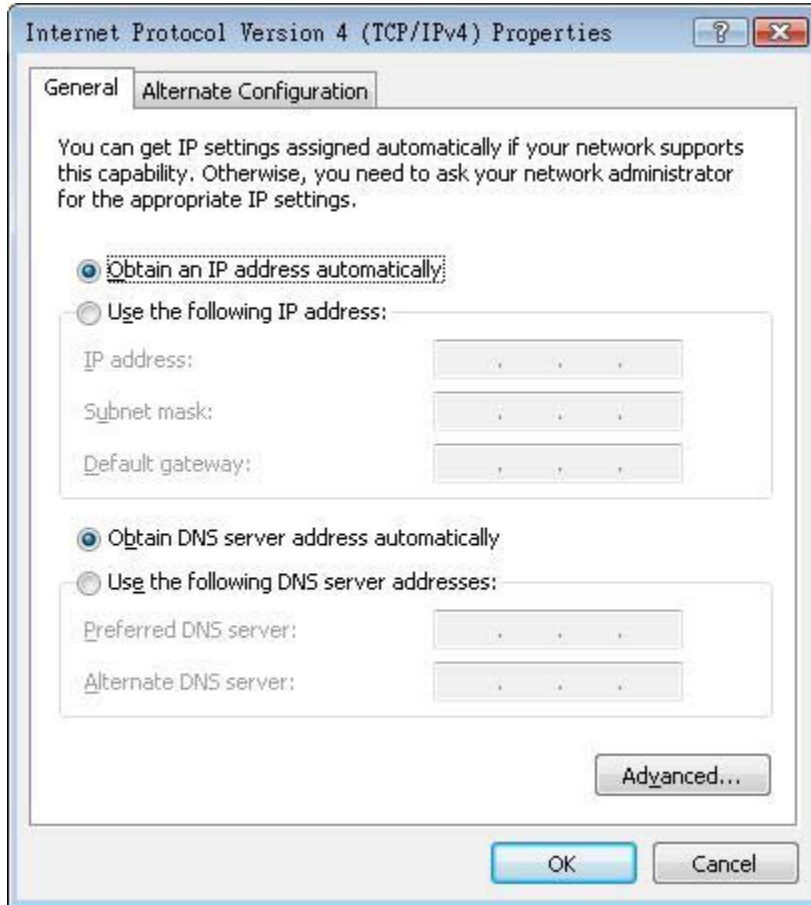 Internet Protocol Version 4 (TCP/IPv4) Properties
General
Alternate Configuration
You can get IP settings assigned automatically if your network supports
this capability. Otherwise, you need to ask your network administrator
for the appropriate IP settings.
Obtain an IP address automatically
Use the following IP address:
IP address:
Subnet mask:
Default gateway:
Obtain DNS server address automatically
Use the following DNS server addresses:
Preferred DNS server:
Alternate DNS server:
Advanced...
OK
Cancel